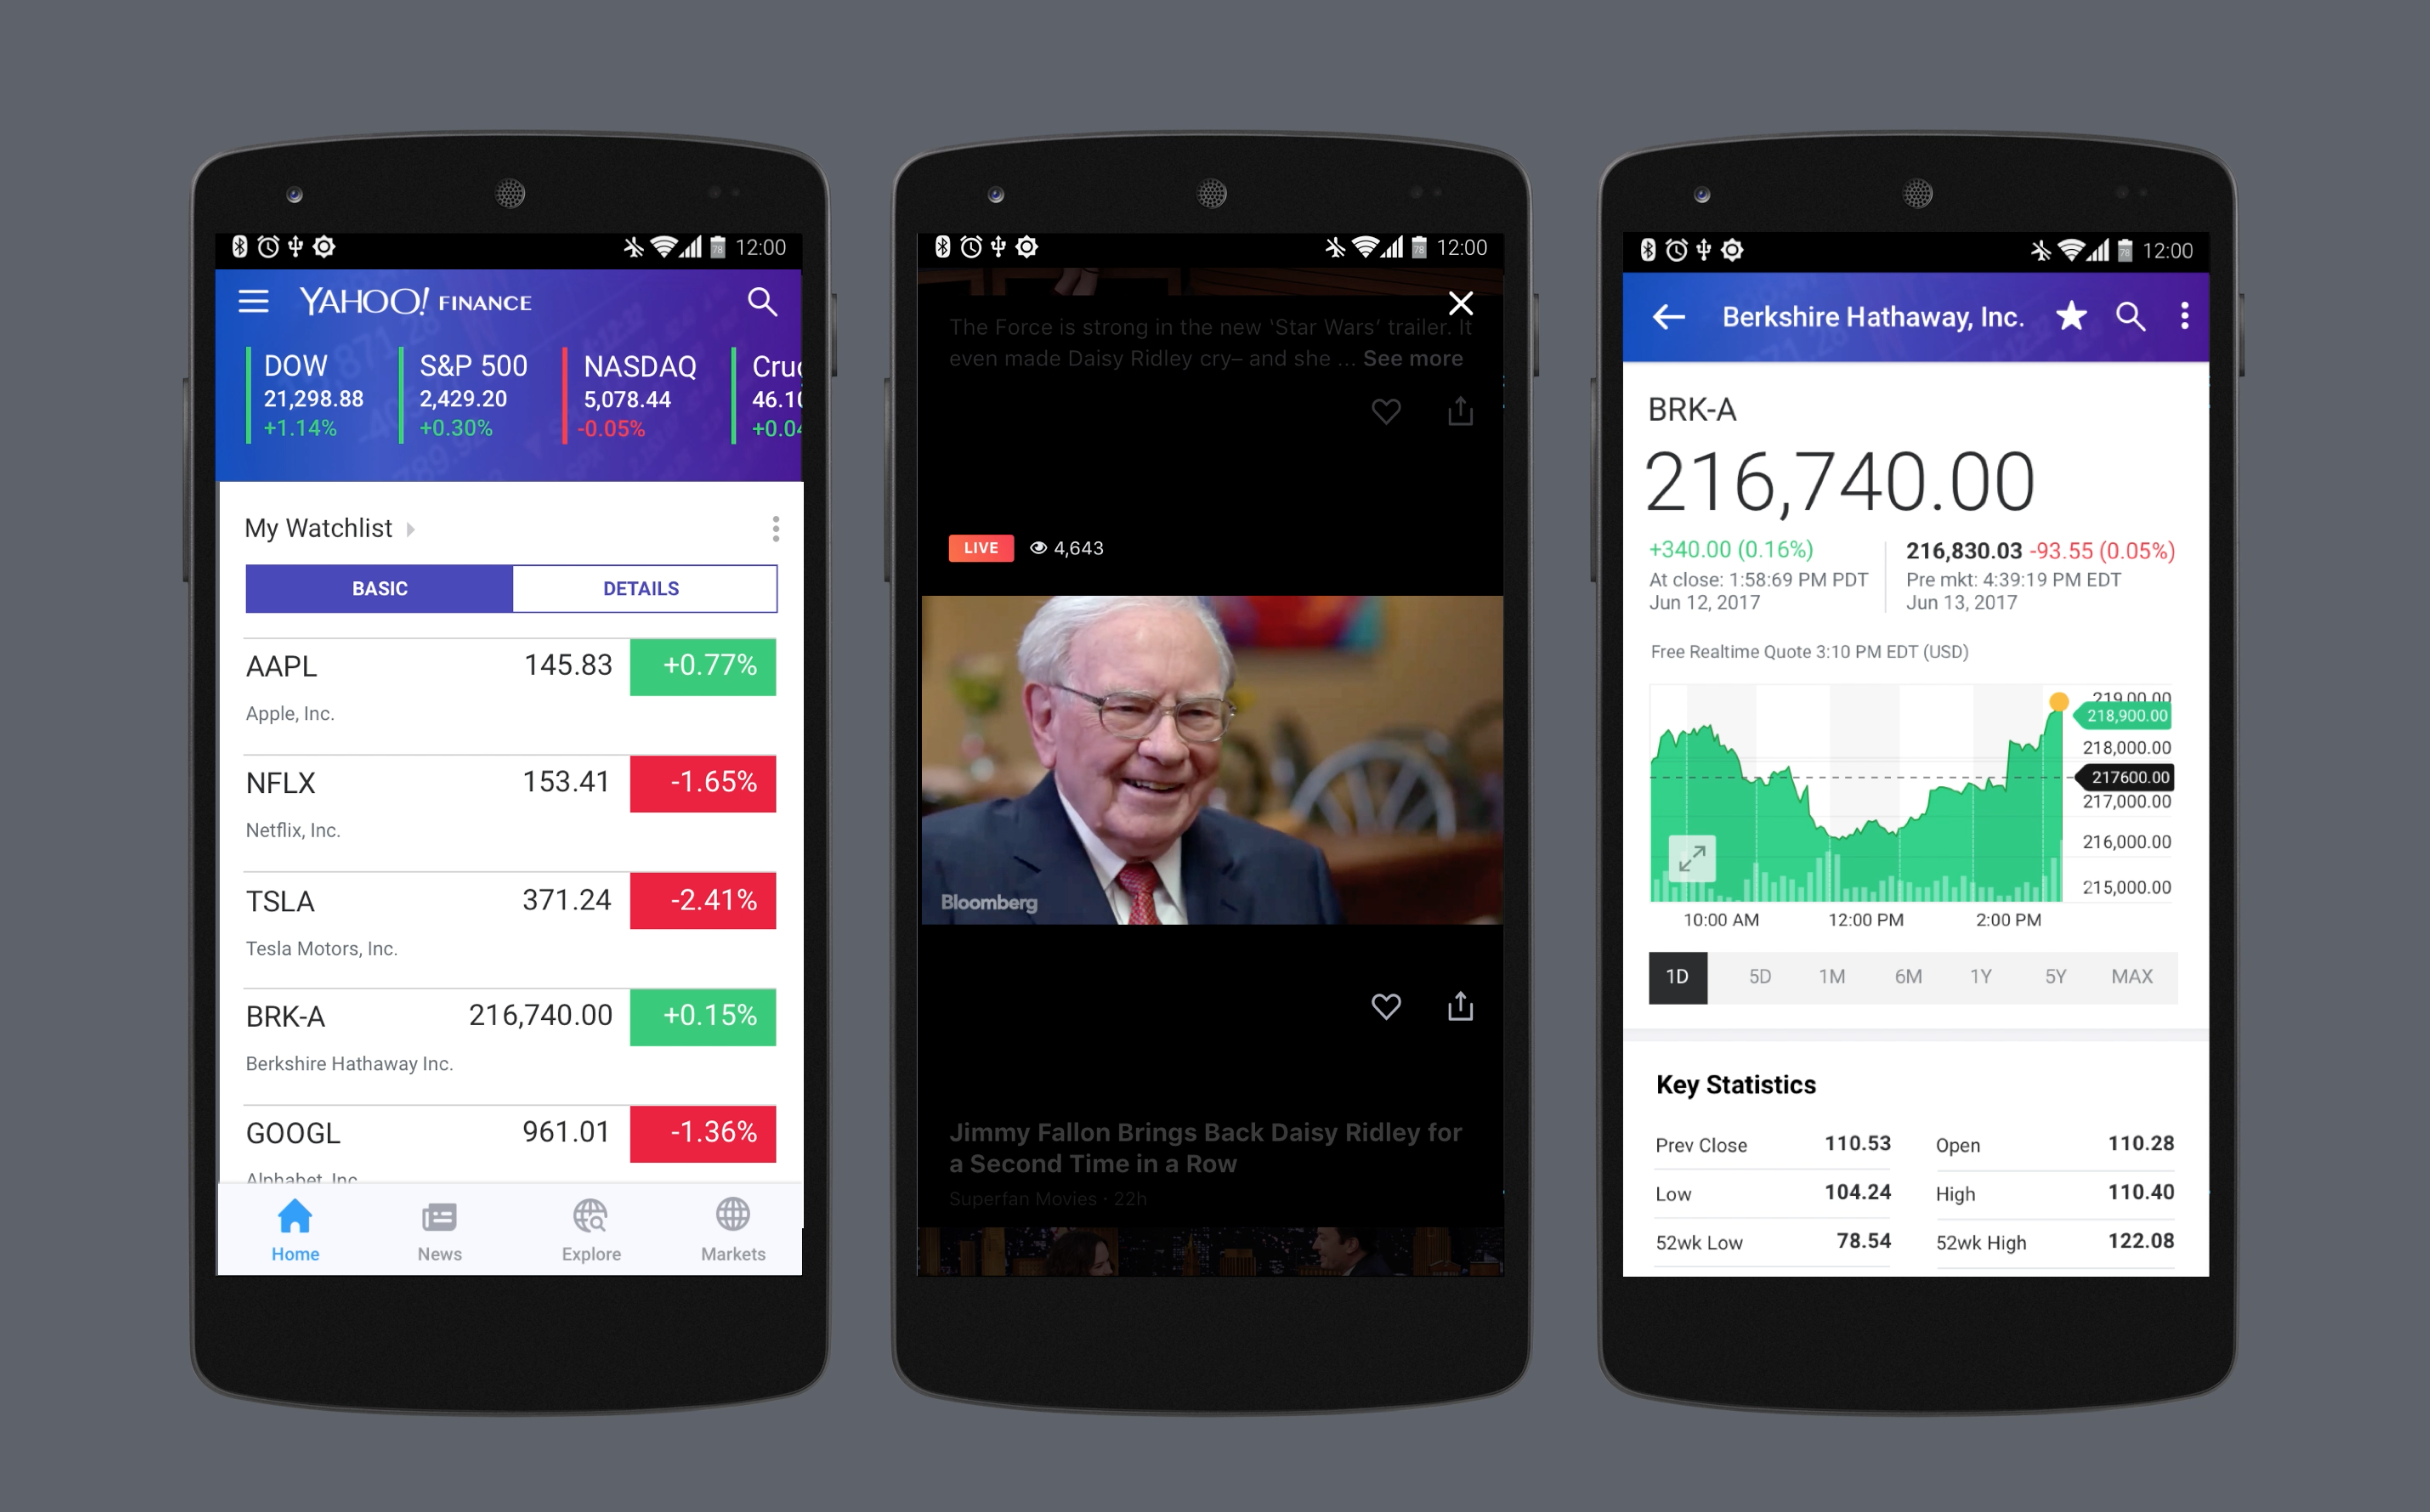 12:00
YAHOO! FINANCE
DOW
21,298.88
+1.14%
S&P 500
2,429.20
+0.30%
NASDAQ
5,078.44
-0.05%
My Watchlist
BASIC
DETAILS
AAPL 145.83 +0.77%
Apple, Inc.
NFLX 153.41 -1.65%
Netflix, Inc.
TSLA 371.24 -2.41%
Tesla Motors, Inc.
BRK-A 216,740.00 +0.15%
Berkshire Hathaway Inc.
GOOGL 961.01 -1.36%
Alphabet, Inc
Home
News
Explore
Markets
12:00
The Force is strong in the new ‘Star Wars’ trailer. It
even made Daisy Ridley cry– and she ... See more
LIVE 4,643
Bloomberg
Jimmy Fallon Brings Back Daisy Ridley for
a Second Time in a Row
Superfan Movies · 22h
12:00
Berkshire Hathaway, Inc.
BRK-A
216,740.00
+340.00 (0.16%)
At close: 1:58:69 PM PDT
Jun 12, 2017
216,830.03 -93.55 (0.05%)
Pre mkt: 4:39:19 PM EDT
Jun 13, 2017
Free Realtime Quote 3:10 PM EDT (USD)
219,00.00
218,900.00
218,000.00
217600.00
217,000.00
216,000.00
215,000.00
10:00 AM 12:00 PM 2:00 PM
1D 5D 1M 6M 1Y 5Y MAX
Key Statistics
Prev Close 110.53 Open 110.28
Low 104.24 High 110.40
52wk Low 78.54 52wk High 122.08